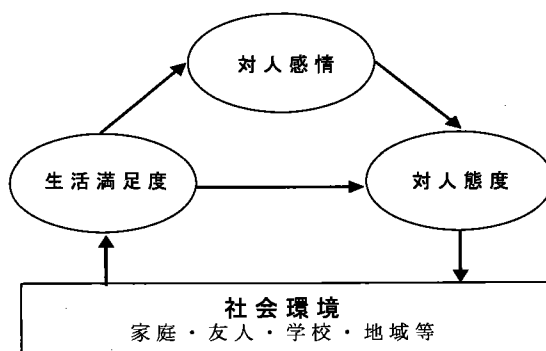 対人感情
生活満足度
対人態度
社会環境
家庭・友人・学校・地域等